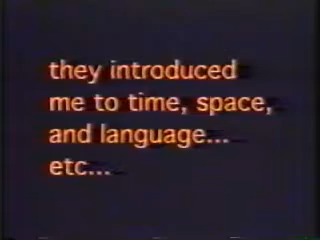 they introduced
me to time, space,
and language...
etc...